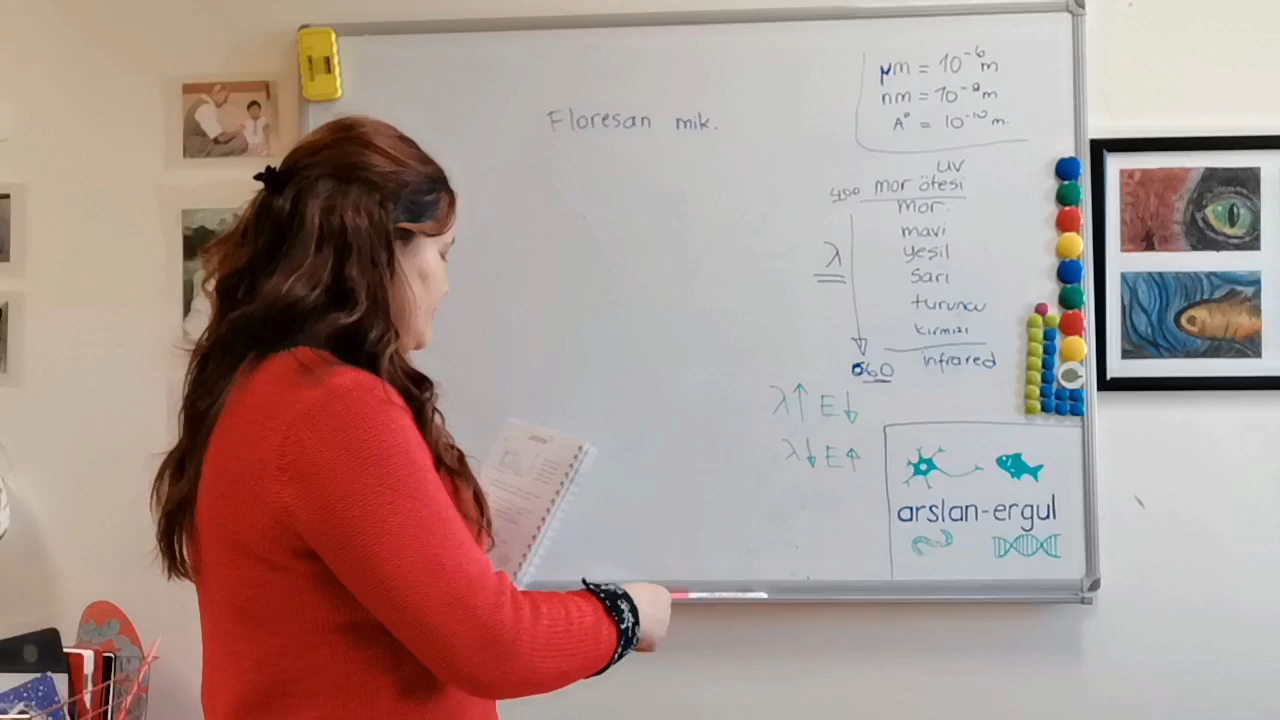 Floresan mik.
μm = 10⁻⁶ m
nm = 10⁻⁹ m
A° = 10⁻¹⁰ m.
uv
400 mor ötesi
mor.
mavi
λ yeşil
sarı
turuncu
kırmızı
infrared
λ↑ E↓
λ↓ E↑
arslan-ergul